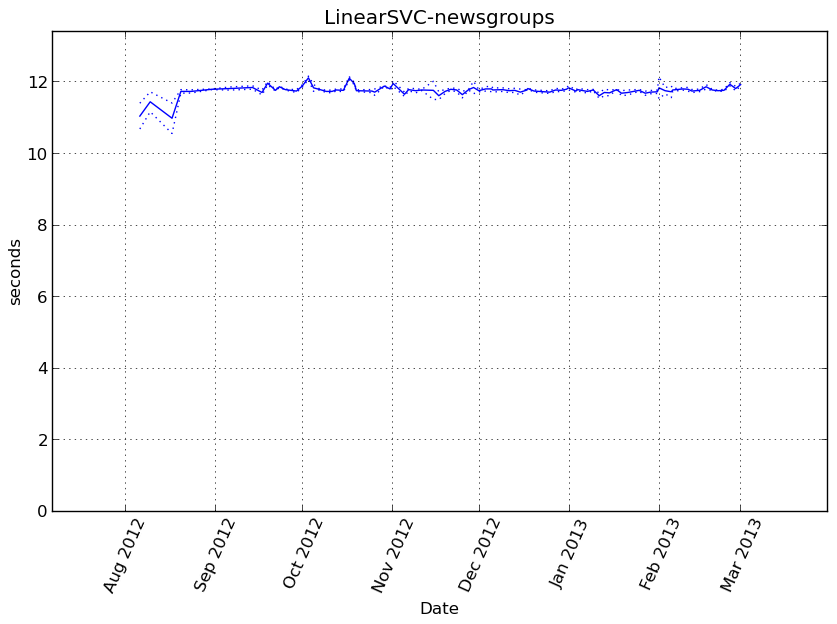 LinearSVC-newsgroups
12
10
8
6
4
2
0
seconds
Aug 2012
Sep 2012
Oct 2012
Nov 2012
Dec 2012
Jan 2013
Feb 2013
Mar 2013
Date